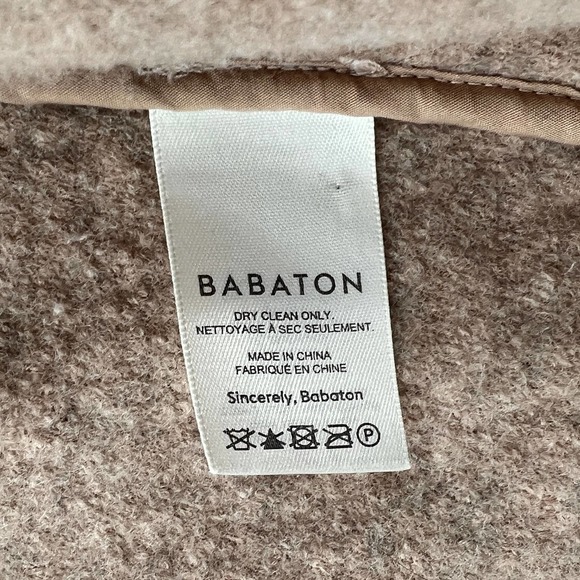 BABATON
DRY CLEAN ONLY.
NETTOYAGE À SEC SEULEMENT.
MADE IN CHINA
FABRIQUÉ EN CHINE
Sincerely, Babaton
P